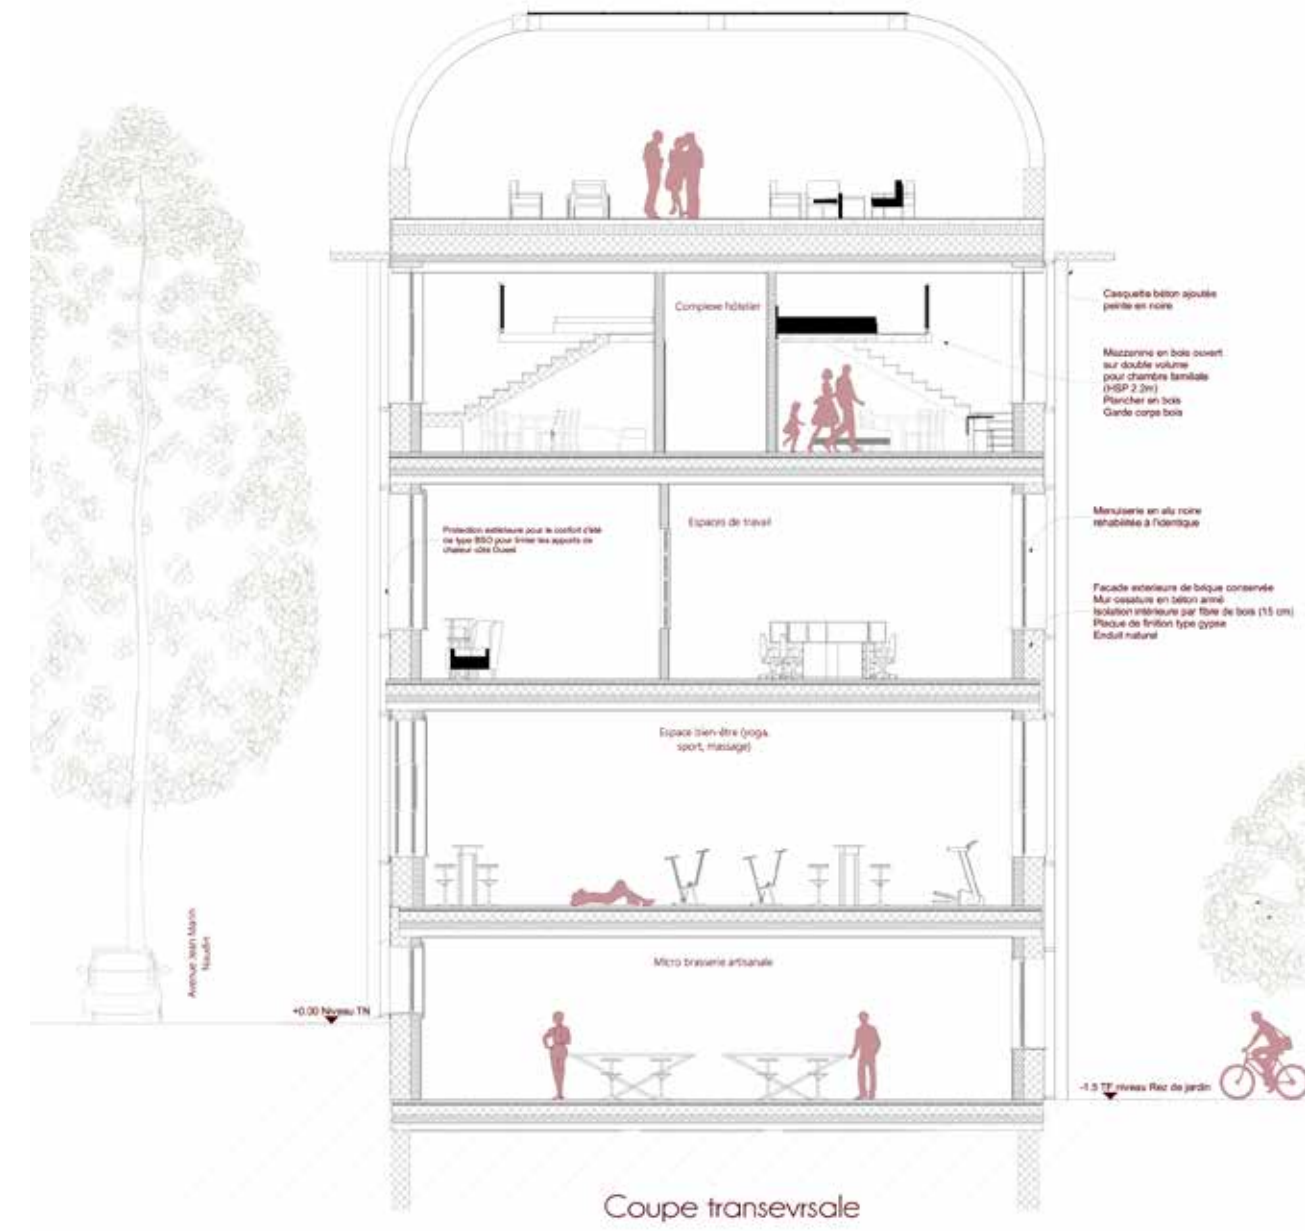 Complexe hôtelier
Casquette béton ajoutée
peinte en noire
Mezzanine en bois ouvert
sur double volume
pour chambre familiale
(HSP 2.2m)
Plancher en bois
Garde corps bois
Espaces de travail
Protection extérieure pour le confort d'été
de type BSO pour limiter les apports de
chaleur côté Ouest
Menuiserie en alu noire
réhabilitée à l'identique
Facade exterieure de brique conservée
Mur ossature en béton armé
Isolation intérieure par fibre de bois (15 cm)
Plaque de finition type gypse
Enduit naturel
Espace bien-être (yoga,
sport, massage)
Avenue Jean Marin
Naudin
Micro brasserie artisanale
+0.00 Niveau TN
-1.5 TF niveau Rez de jardin
Coupe transevrsale